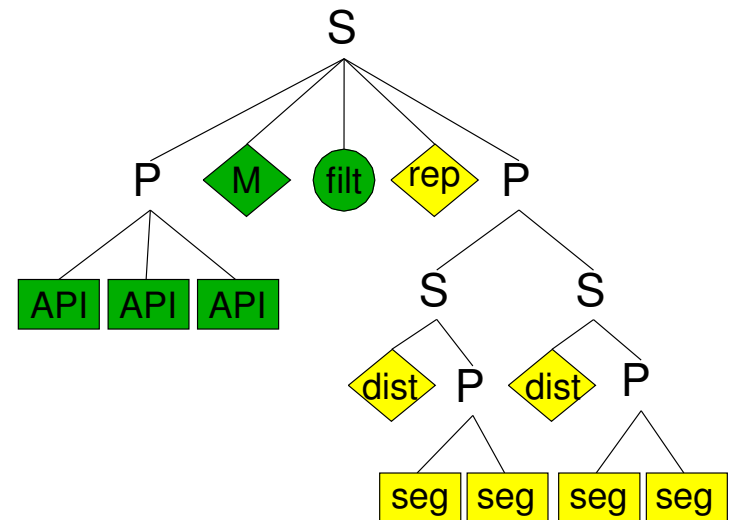 S
P M filt rep P
API API API S S
dist P dist P
seg seg seg seg